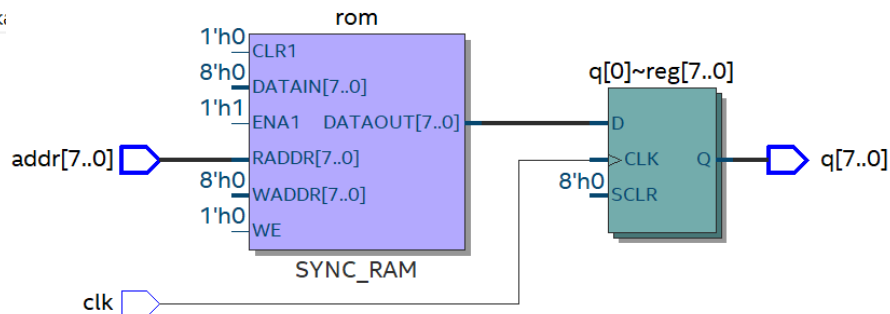 rom
1'h0
CLR1
8'h0
DATAIN[7..0]
1'h1
ENA1 DATAOUT[7..0]
addr[7..0]
RADDR[7..0]
8'h0
WADDR[7..0]
1'h0
WE
SYNC_RAM
q[0]~reg[7..0]
D
CLK Q
8'h0
SCLR
q[7..0]
clk